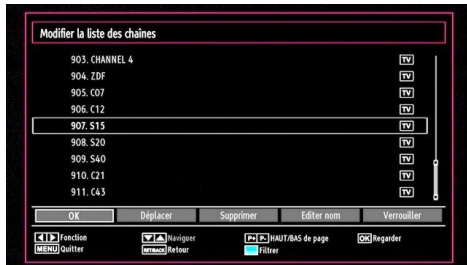 Modifier la liste des chaînes
903. CHANNEL 4 TV
904. ZDF TV
905. C07 TV
906. C12 TV
907. S15 TV
908. S20 TV
909. S40 TV
910. C21 TV
911. C43 TV
OK Déplacer Supprimer Editer nom Verrouiller
Fonction Naviguer P+ P- HAUT/BAS de page OK Regarder
MENU Quitter RET/BACK Retour Filtrer